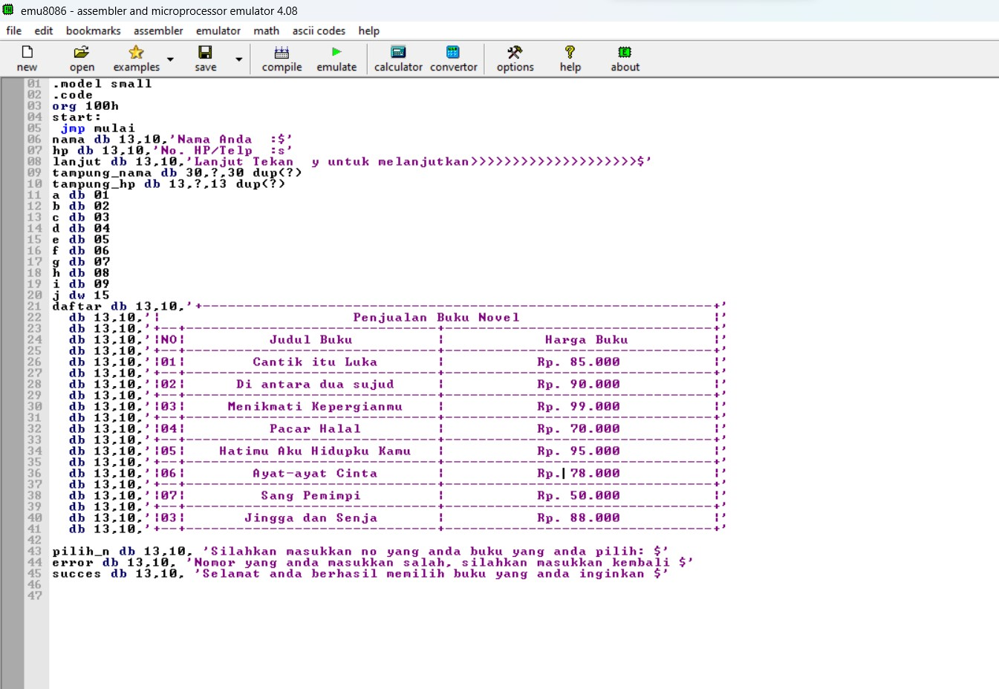 emu8086 - assembler and microprocessor emulator 4.08
file edit bookmarks assembler emulator math ascii codes help
new open examples save compile emulate calculator convertor options help about
01 .model small
02 .code
03 org 100h
04 start:
05 jmp mulai
06 nama db 13,10,'Nama Anda :$'
07 hp db 13,10,'No. HP/Telp :s'
08 lanjut db 13,10,'Lanjut Tekan y untuk melanjutkan>>>>>>>>>>>>>>>>>>>>$'
09 tampung_nama db 30,?,30 dup(?)
10 tampung_hp db 13,?,13 dup(?)
11 a db 01
12 b db 02
13 c db 03
14 d db 04
15 e db 05
16 f db 06
17 g db 07
18 h db 08
19 i db 09
20 j dw 15
21 daftar db 13,10,'+-------------------------------------------------------------+'
22 db 13,10,'¦ Penjualan Buku Novel ¦'
23 db 13,10,'+--+------------------------------+--------------------------------+'
24 db 13,10,'¦NO¦ Judul Buku ¦ Harga Buku ¦'
25 db 13,10,'+--+------------------------------+--------------------------------+'
26 db 13,10,'¦01¦ Cantik itu Luka ¦ Rp. 85.000 ¦'
27 db 13,10,'+--+------------------------------+--------------------------------+'
28 db 13,10,'¦02¦ Di antara dua sujud ¦ Rp. 90.000 ¦'
29 db 13,10,'+--+------------------------------+--------------------------------+'
30 db 13,10,'¦03¦ Menikmati Kepergianmu ¦ Rp. 99.000 ¦'
31 db 13,10,'+--+------------------------------+--------------------------------+'
32 db 13,10,'¦04¦ Pacar Halal ¦ Rp. 70.000 ¦'
33 db 13,10,'+--+------------------------------+--------------------------------+'
34 db 13,10,'¦05¦ Hatimu Aku Hidupku Kamu ¦ Rp. 95.000 ¦'
35 db 13,10,'+--+------------------------------+--------------------------------+'
36 db 13,10,'¦06¦ Ayat-ayat Cinta ¦ Rp. 78.000 ¦'
37 db 13,10,'+--+------------------------------+--------------------------------+'
38 db 13,10,'¦07¦ Sang Pemimpi ¦ Rp. 50.000 ¦'
39 db 13,10,'+--+------------------------------+--------------------------------+'
40 db 13,10,'¦03¦ Jingga dan Senja ¦ Rp. 88.000 ¦'
41 db 13,10,'+--+------------------------------+--------------------------------+'
42
43 pilih_n db 13,10, 'Silahkan masukkan no yang anda buku yang anda pilih: $'
44 error db 13,10, 'Nomor yang anda masukkan salah, silahkan masukkan kembali $'
45 succes db 13,10, 'Selamat anda berhasil memilih buku yang anda inginkan $'
46
47